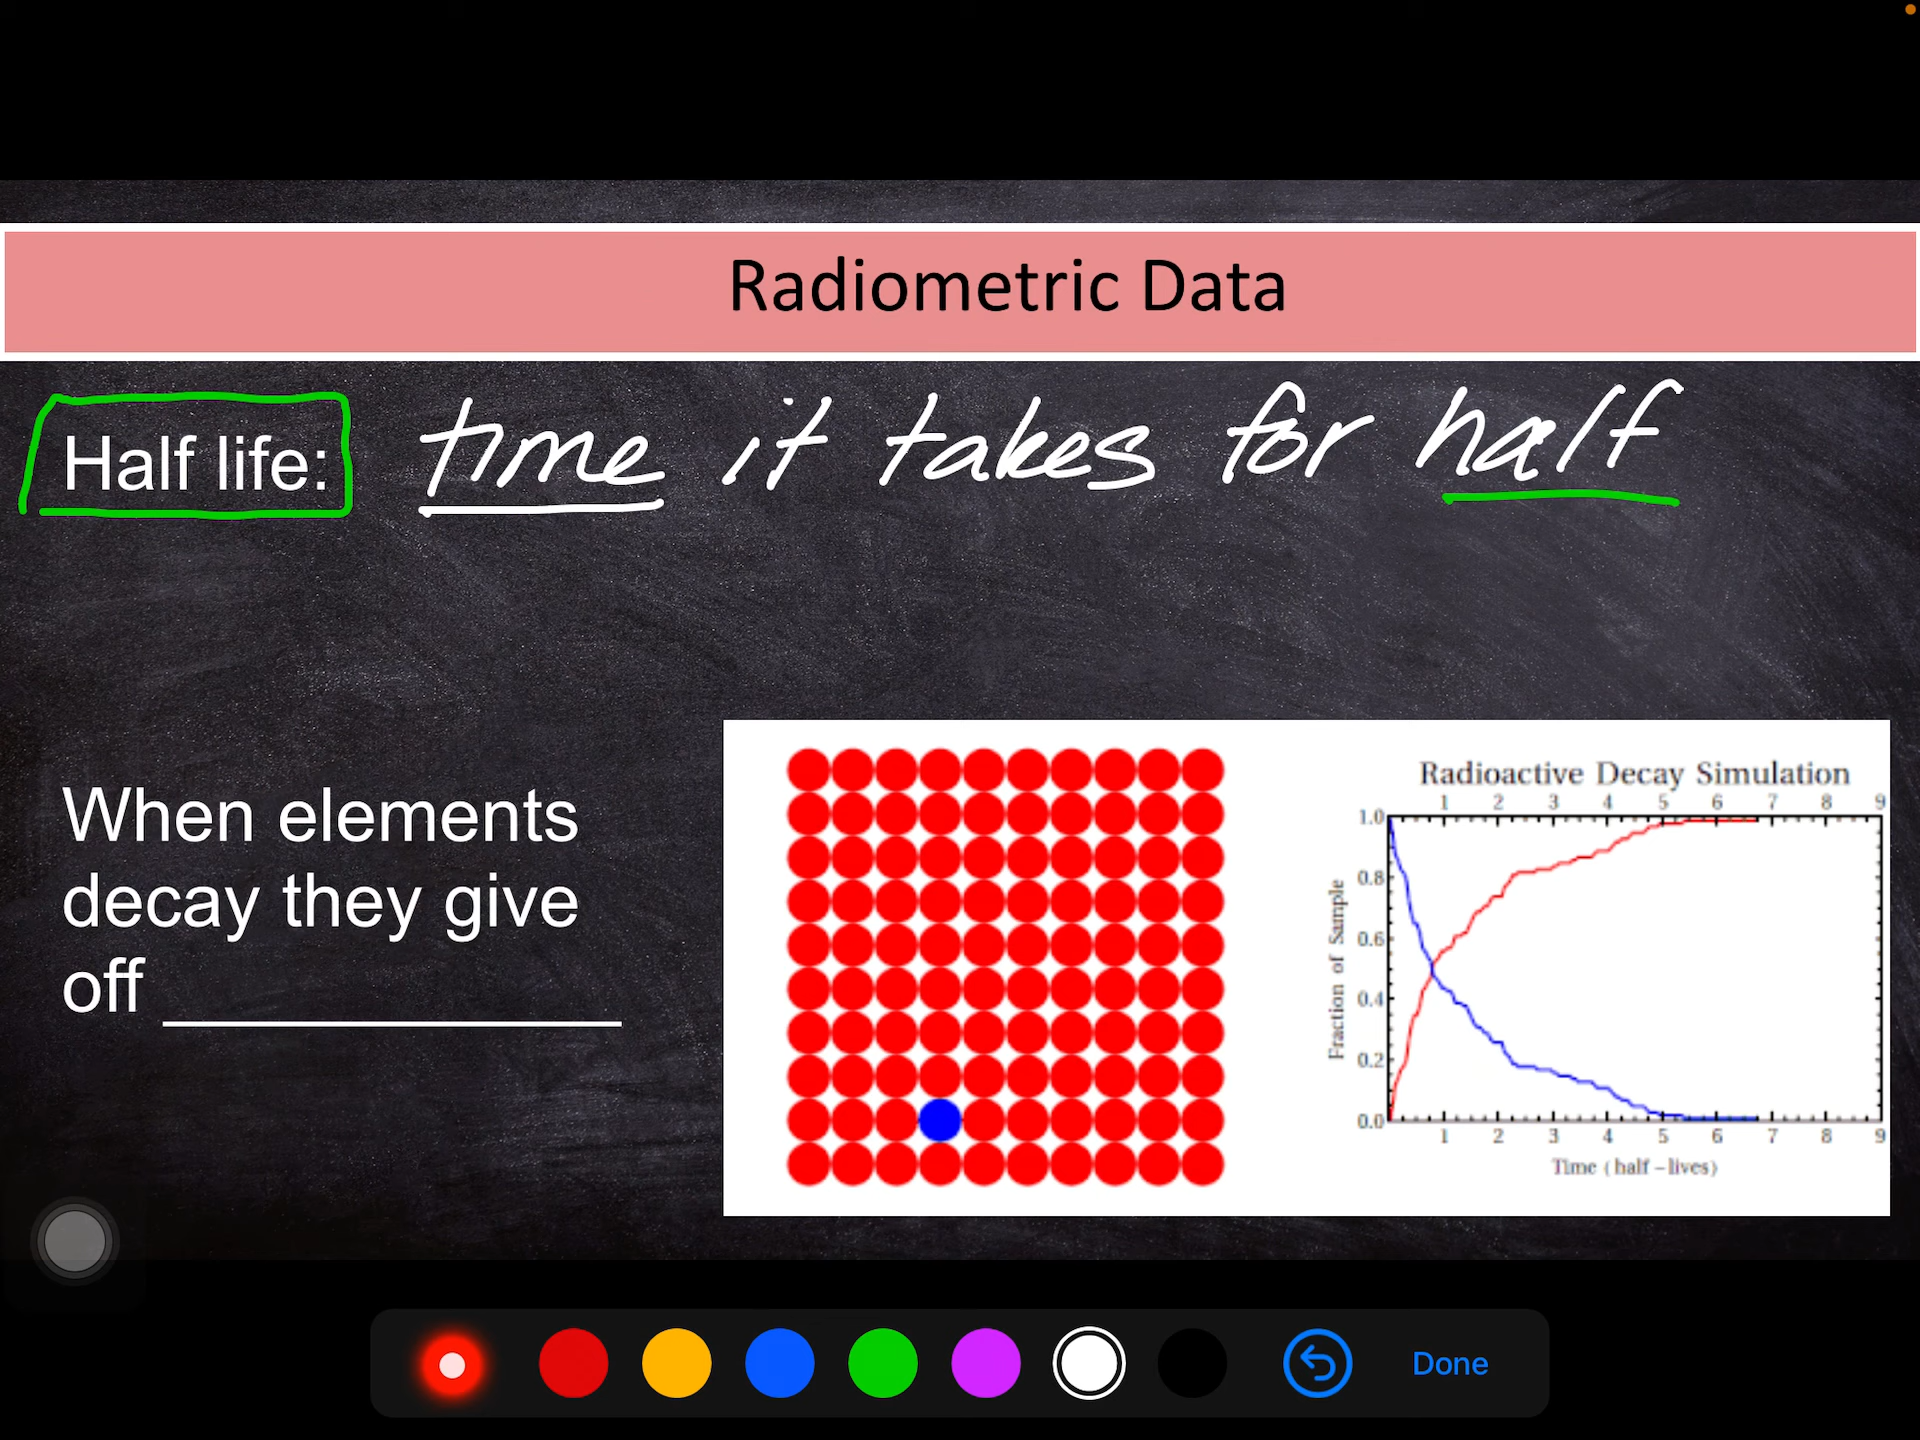 Radiometric Data
Half life: time it takes for half
When elements
decay they give
off
Radioactive Decay Simulation
1 2 3 4 5 6 7 8 9
1.0
0.8
0.6
0.4
0.2
0.0
Fraction of Sample
1 2 3 4 5 6 7 8 9
Time (half-lives)
Done